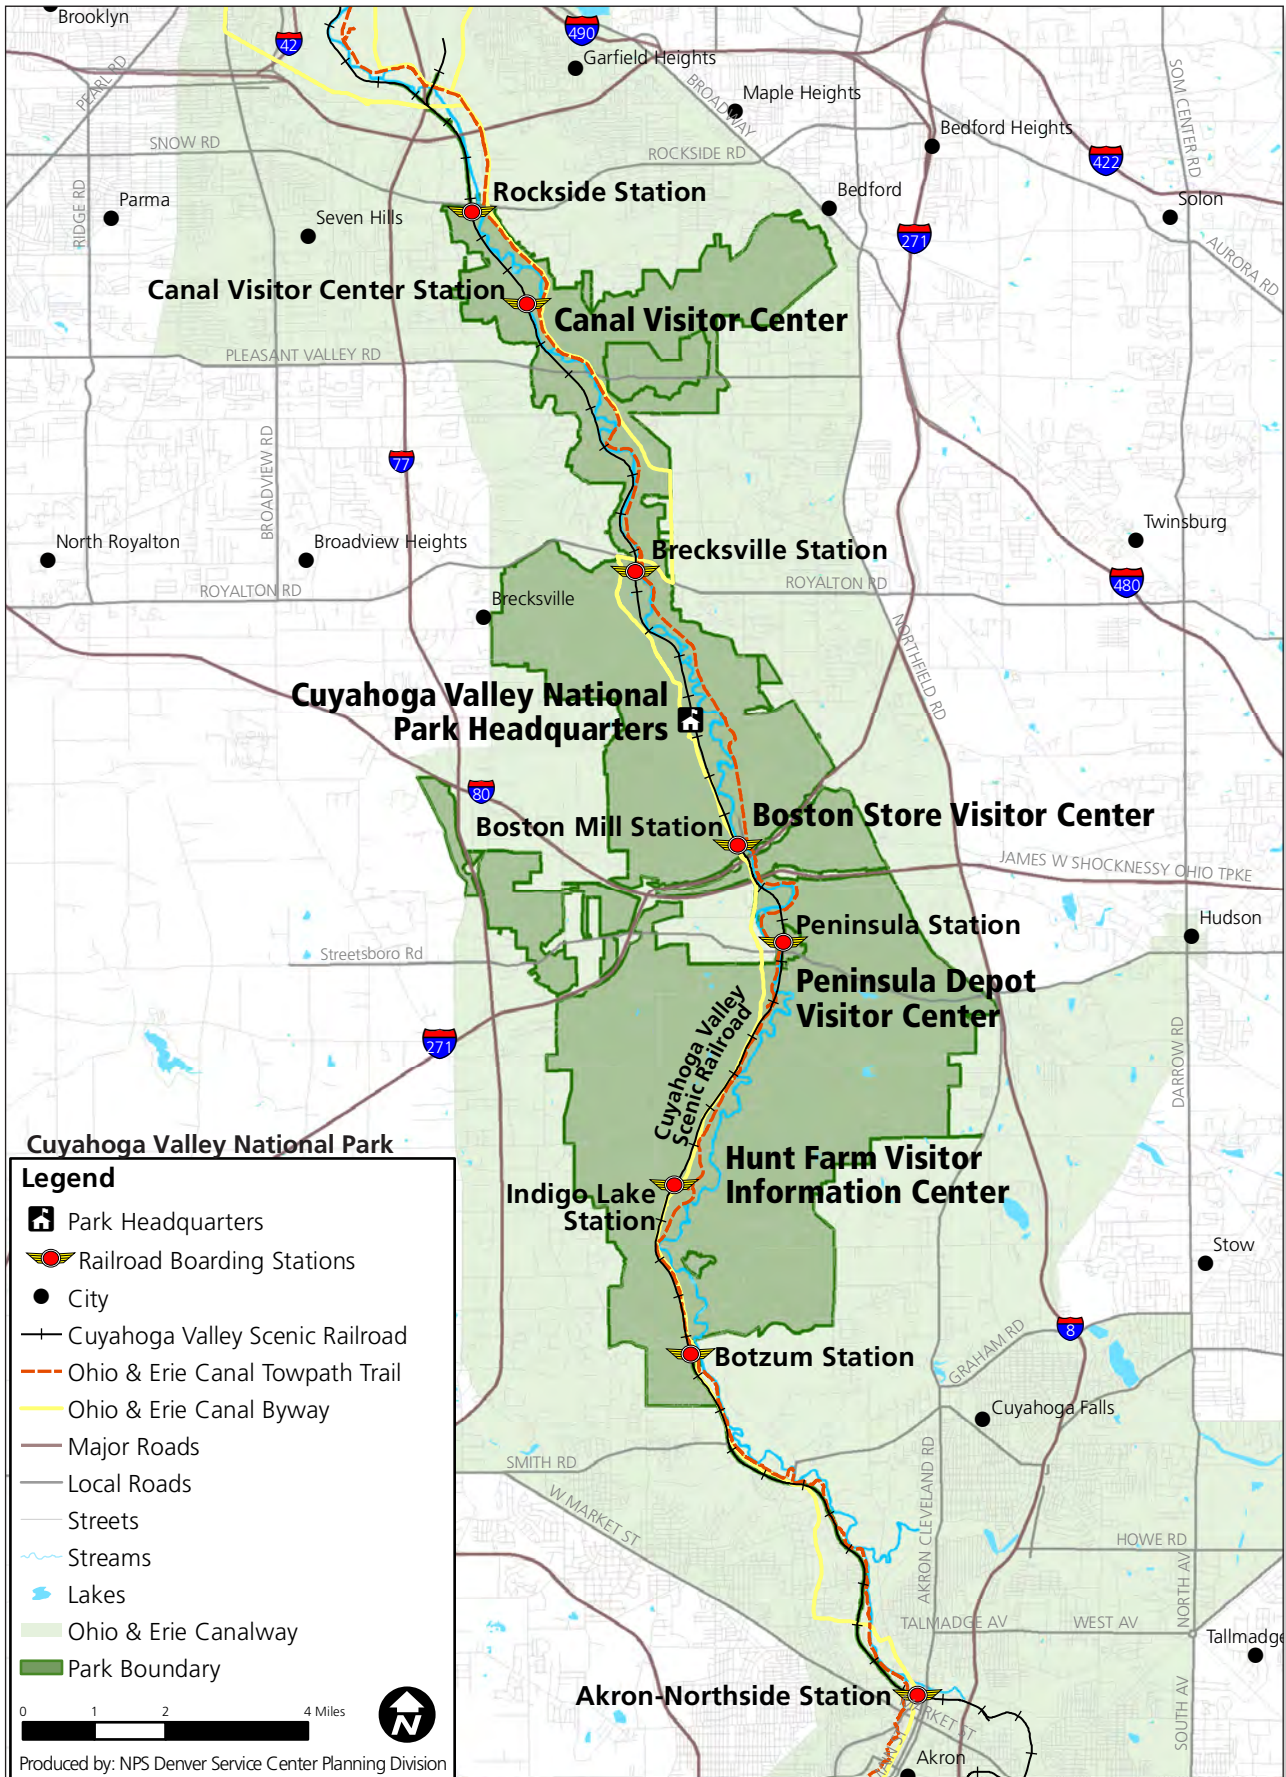 Brooklyn
42
490
Garfield Heights
PEARL RD
BROADWAY
Maple Heights
SOM CENTER RD
Bedford Heights
SNOW RD
ROCKSIDE RD
422
RIDGE RD
Parma
Rockside Station
Bedford
Solon
Seven Hills
271
AURORA RD
Canal Visitor Center Station
Canal Visitor Center
PLEASANT VALLEY RD
BROADVIEW RD
77
Twinsburg
North Royalton
Broadview Heights
Brecksville Station
ROYALTON RD
ROYALTON RD
480
Brecksville
NORTHFIELD RD
Cuyahoga Valley National
Park Headquarters
80
Boston Mill Station
Boston Store Visitor Center
JAMES W SHOCKNESSY OHIO TPKE
Hudson
Peninsula Station
Streetsboro Rd
Peninsula Depot
Visitor Center
Cuyahoga Valley
Scenic Railroad
271
DARROW RD
Hunt Farm Visitor
Information Center
Indigo Lake
Station
Stow
8
GRAHAM RD
Botzum Station
Cuyahoga Falls
SMITH RD
W MARKET ST
AKRON CLEVELAND RD
HOWE RD
NORTH AV
TALMADGE AV
WEST AV
Tallmadge
SOUTH AV
Akron-Northside Station
MARKET ST
Akron
Cuyahoga Valley National Park
Legend
Park Headquarters
Railroad Boarding Stations
City
Cuyahoga Valley Scenic Railroad
Ohio & Erie Canal Towpath Trail
Ohio & Erie Canal Byway
Major Roads
Local Roads
Streets
Streams
Lakes
Ohio & Erie Canalway
Park Boundary
0 1 2 4 Miles
N
Produced by: NPS Denver Service Center Planning Division